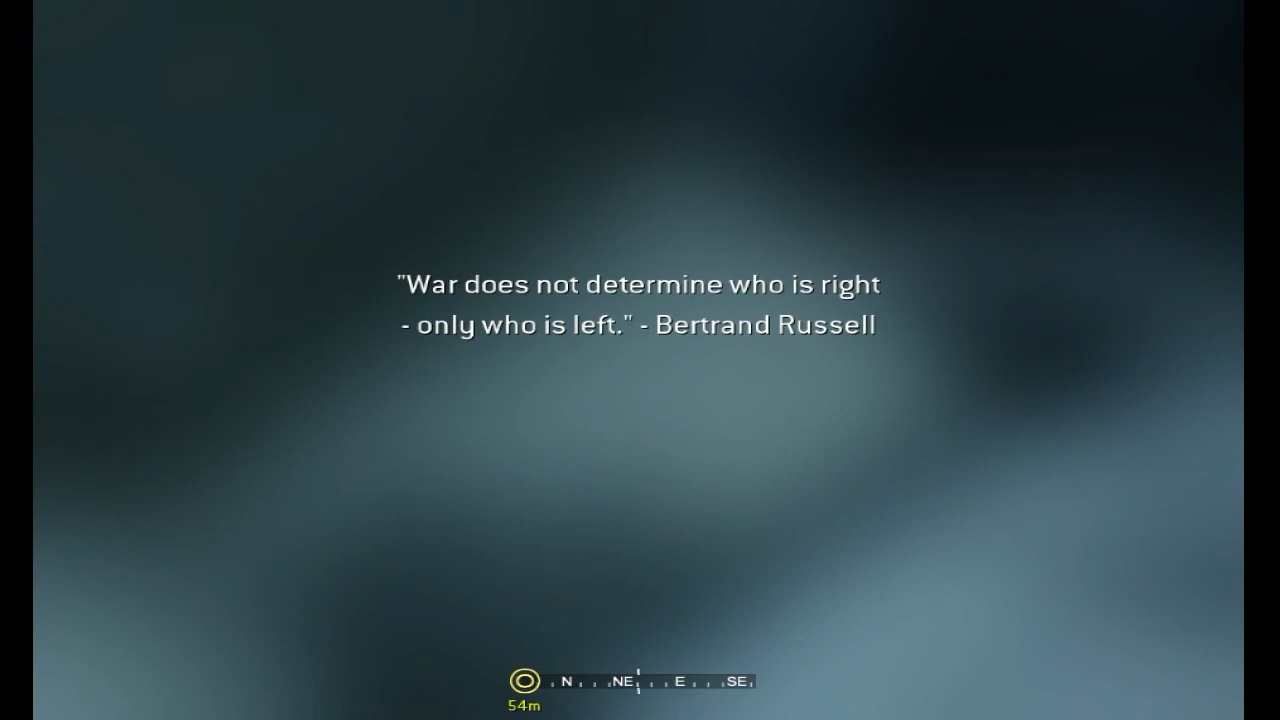 "War does not determine who is right
- only who is left." - Bertrand Russell
N NE E SE
54m